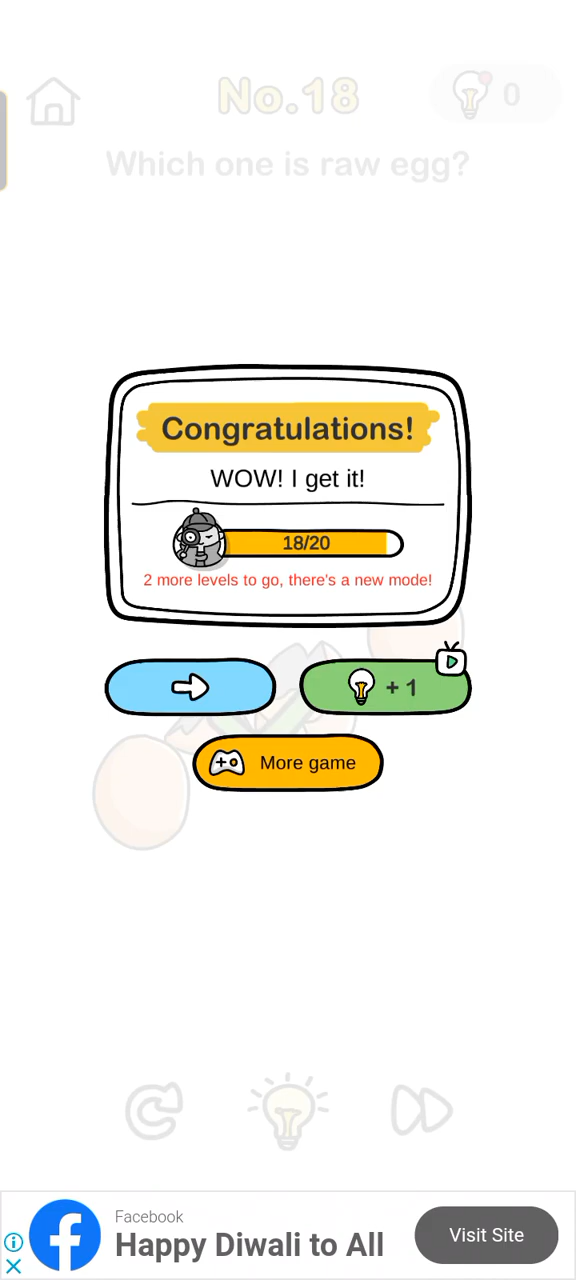 No.18
0
Which one is raw egg?
Congratulations!
WOW! I get it!
18/20
2 more levels to go, there's a new mode!
+ 1
More game
Facebook
Happy Diwali to All
Visit Site